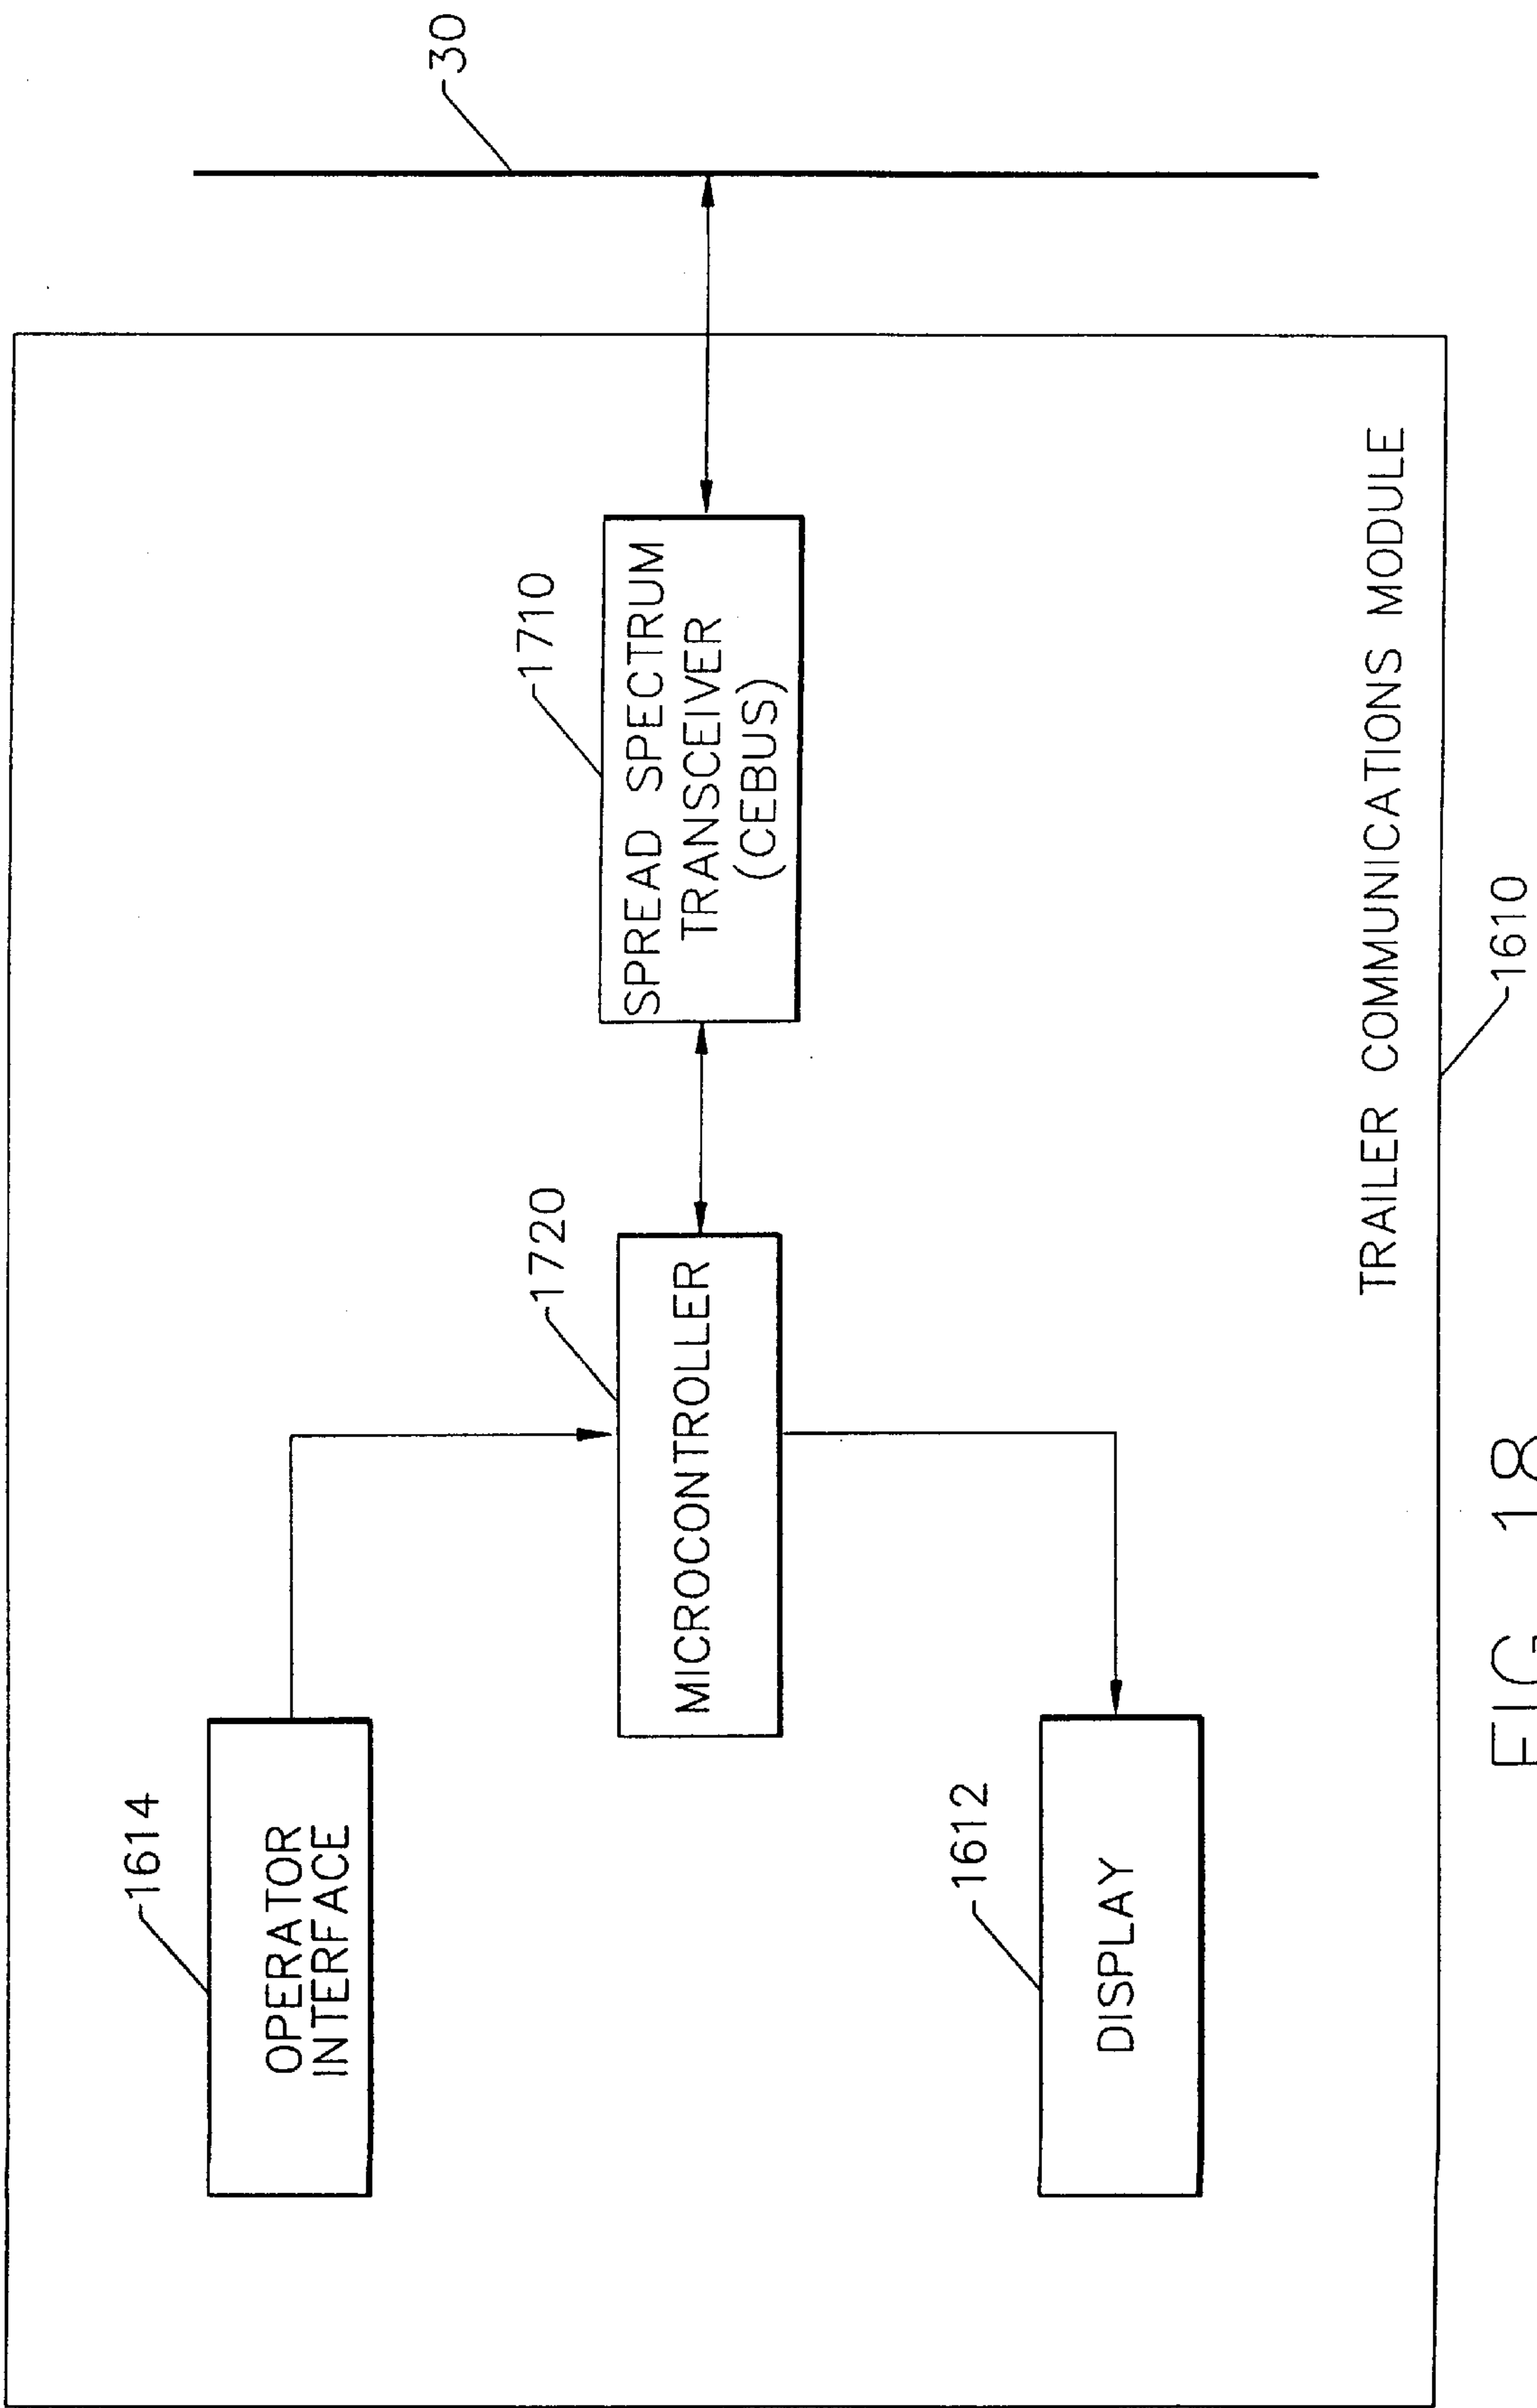 30
1710
SPREAD SPECTRUM
TRANSCEIVER
(CEBUS)
1720
MICROCONTROLLER
1614
OPERATOR
INTERFACE
1612
DISPLAY
TRAILER COMMUNICATIONS MODULE
1610
FIG. 18